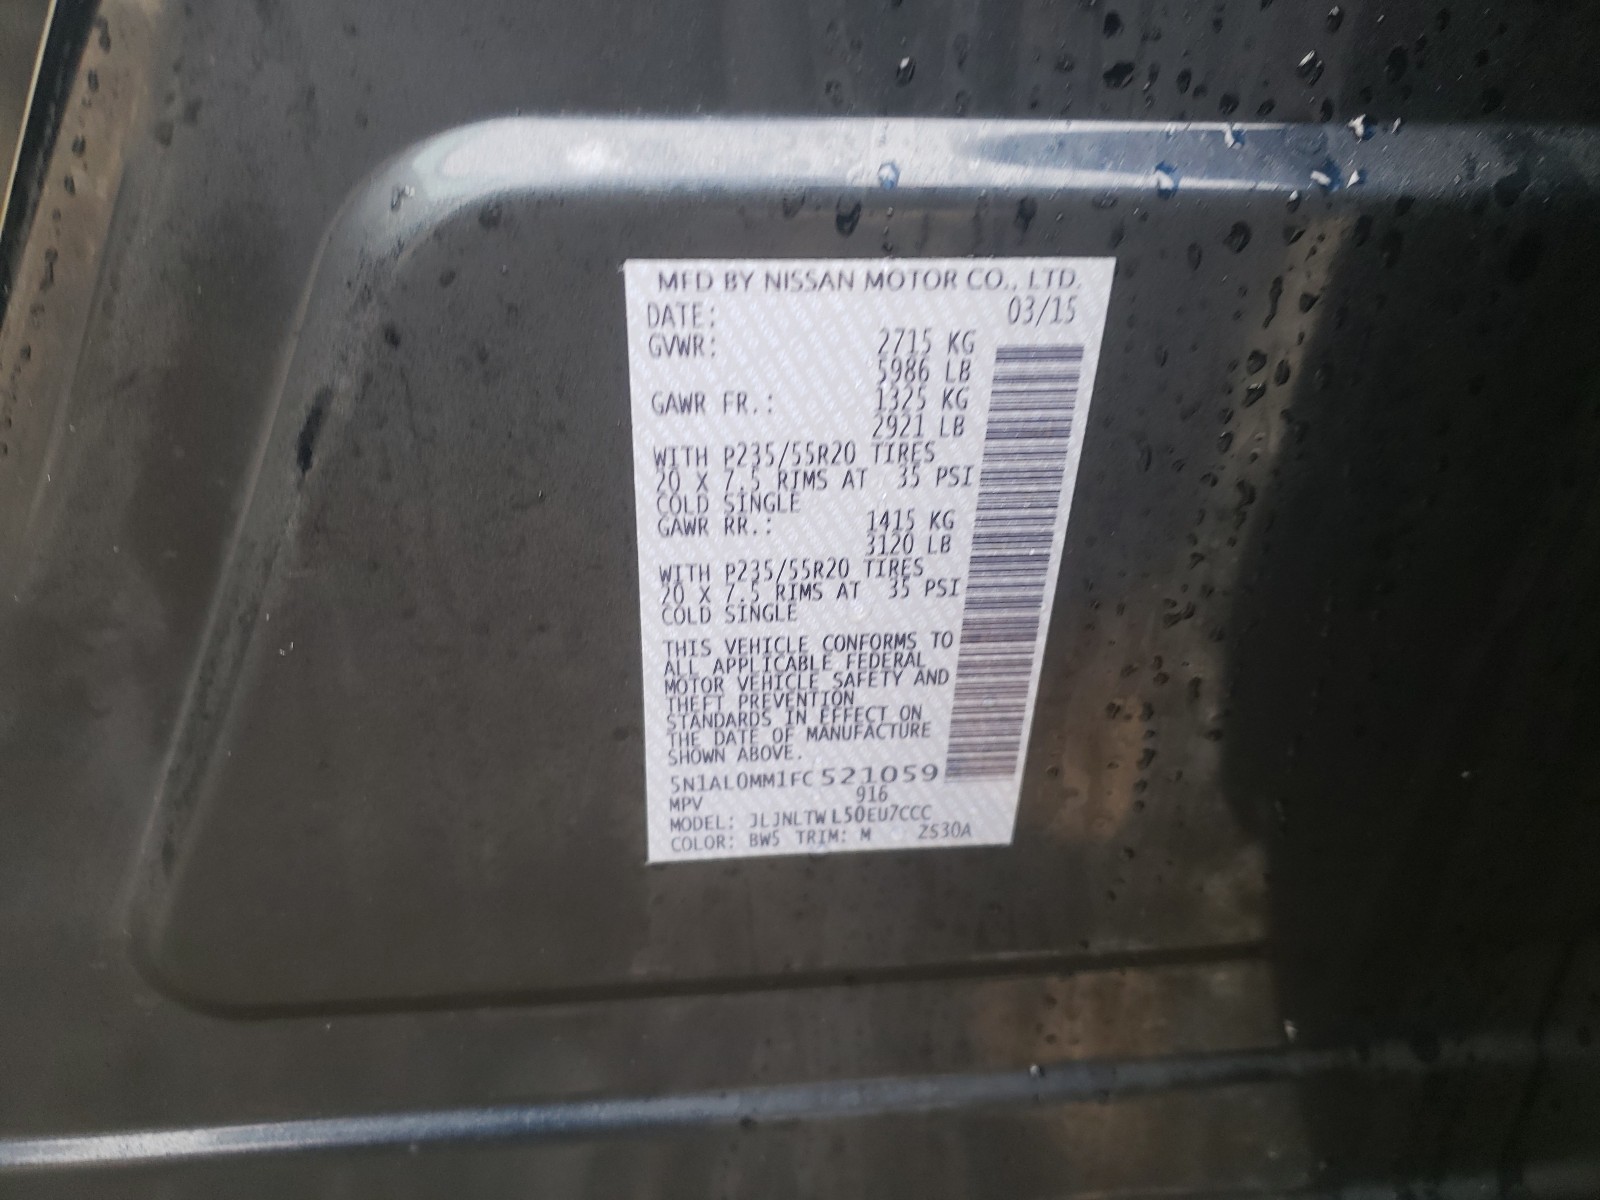 MFD BY NISSAN MOTOR CO., LTD.
DATE: 03/15
GVWR: 2715 KG
5986 LB
GAWR FR.: 1325 KG
2921 LB
WITH P235/55R20 TIRES
20 X 7.5 RIMS AT 35 PSI
COLD SINGLE
GAWR RR.: 1415 KG
3120 LB
WITH P235/55R20 TIRES
20 X 7.5 RIMS AT 35 PSI
COLD SINGLE
THIS VEHICLE CONFORMS TO
ALL APPLICABLE FEDERAL
MOTOR VEHICLE SAFETY AND
THEFT PREVENTION
STANDARDS IN EFFECT ON
THE DATE OF MANUFACTURE
SHOWN ABOVE.
5N1AL0MM1FC521059
MPV 916
MODEL: JLJNLTWL50EU7CCC
COLOR: BW5 TRIM: M ZS30A